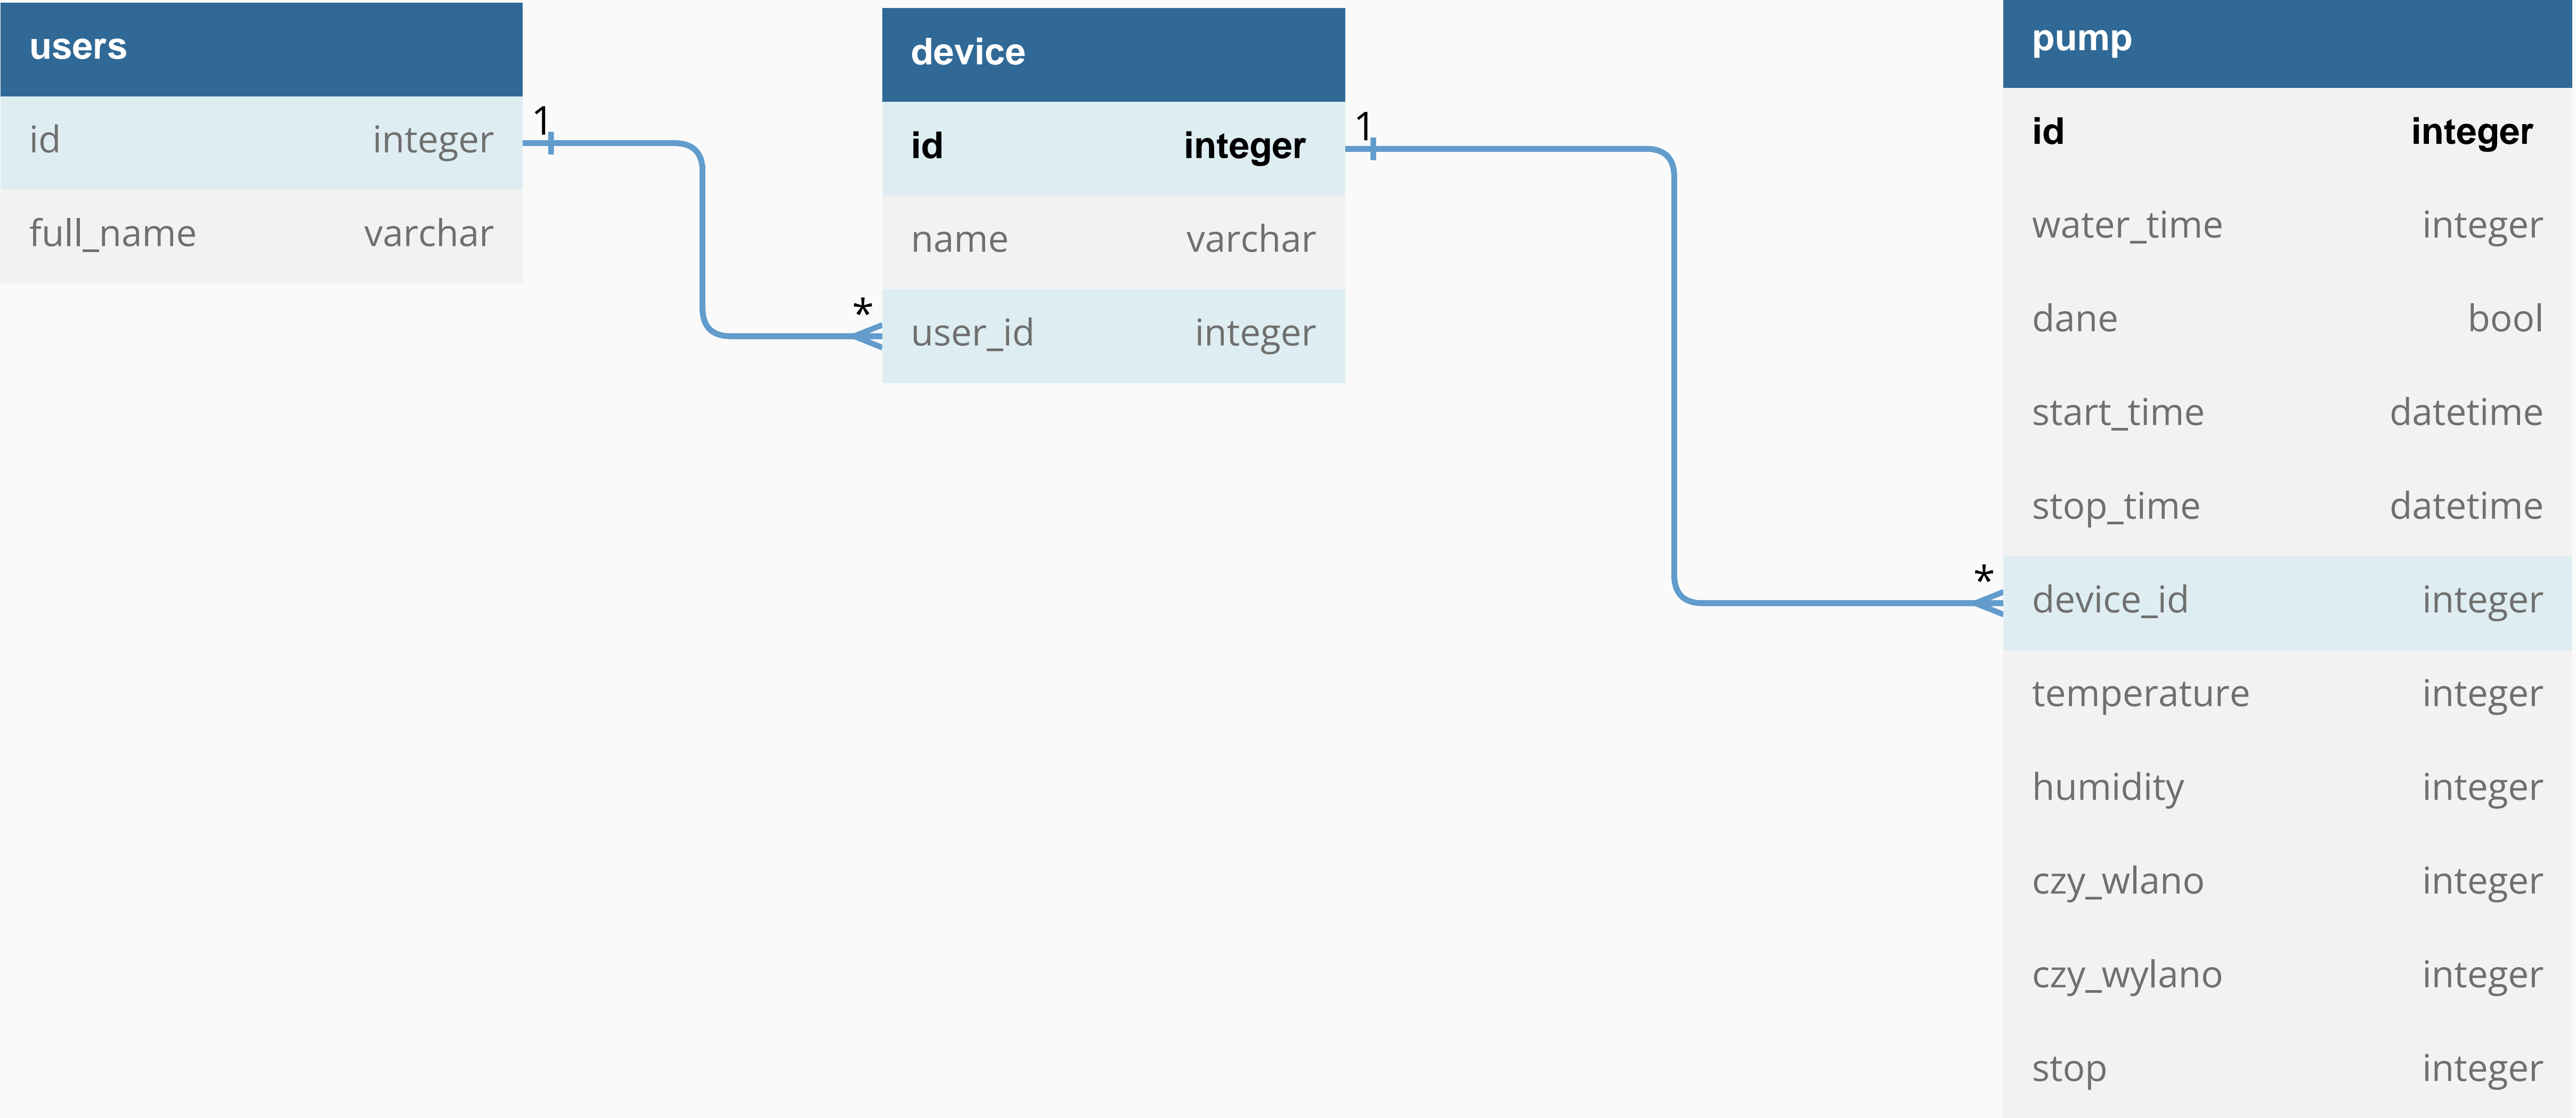 users
id integer
full_name varchar
1
*
device
id integer
name varchar
user_id integer
1
*
pump
id integer
water_time integer
dane bool
start_time datetime
stop_time datetime
device_id integer
temperature integer
humidity integer
czy_wlano integer
czy_wylano integer
stop integer